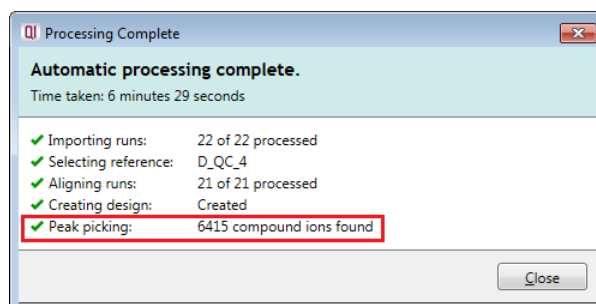 QI Processing Complete
Automatic processing complete.
Time taken: 6 minutes 29 seconds
✔ Importing runs: 22 of 22 processed
✔ Selecting reference: D_QC_4
✔ Aligning runs: 21 of 21 processed
✔ Creating design: Created
✔ Peak picking: 6415 compound ions found
Close